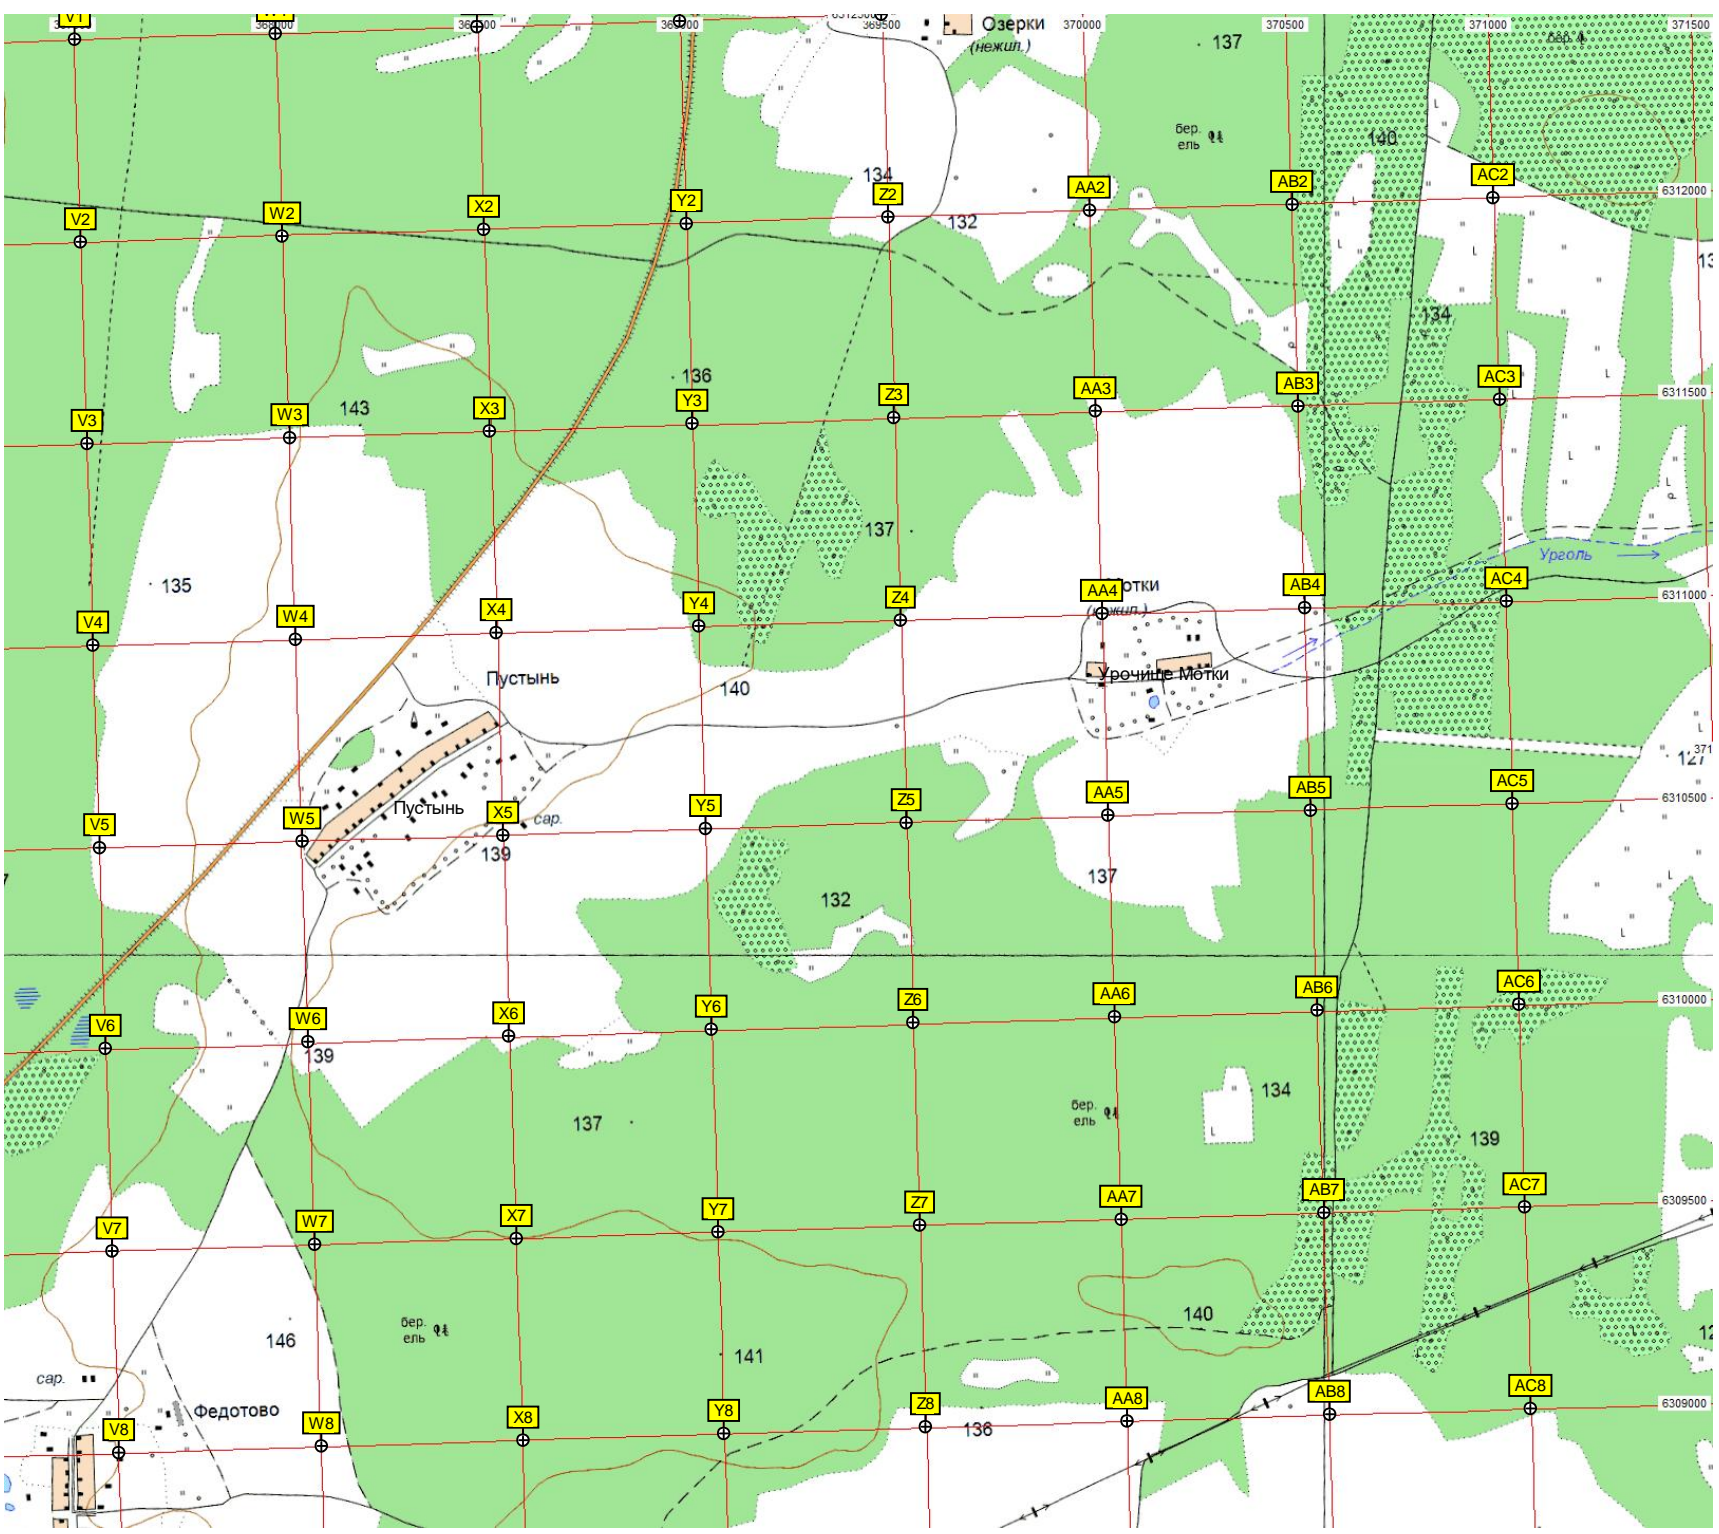 V1
370000
370500
371000
371500
Озерки
(нежил.)
137
бер.
ель
140
134
132
V2
W2
X2
Y2
Z2
AA2
AB2
AC2
6312000
134
136
143
V3
W3
X3
Y3
Z3
AA3
AB3
AC3
6311500
137
135
Урголь
V4
W4
X4
Y4
Z4
AA4
AB4
AC4
6311000
Пустынь
140
Урочище Мотки
127
Пустынь
сар.
139
V5
W5
X5
Y5
Z5
AA5
AB5
AC5
6310500
132
137
V6
W6
X6
Y6
Z6
AA6
AB6
AC6
6310000
139
137
бер.
ель
134
139
V7
W7
X7
Y7
Z7
AA7
AB7
AC7
6309500
146
бер.
ель
141
140
сар.
Федотово
V8
W8
X8
Y8
Z8
AA8
AB8
AC8
6309000
136